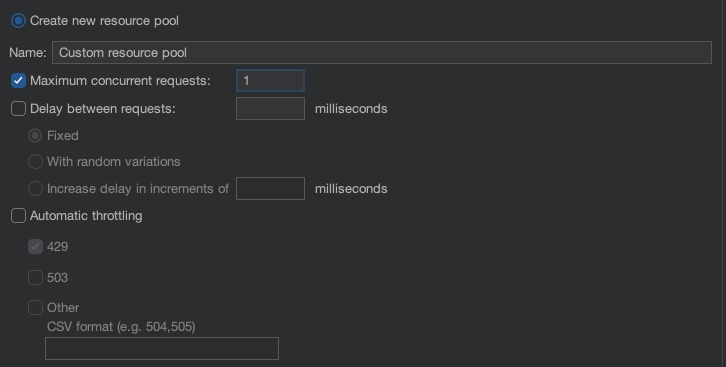 Create new resource pool
Name: Custom resource pool
Maximum concurrent requests: 1
Delay between requests: milliseconds
Fixed
With random variations
Increase delay in increments of milliseconds
Automatic throttling
429
503
Other
CSV format (e.g. 504,505)